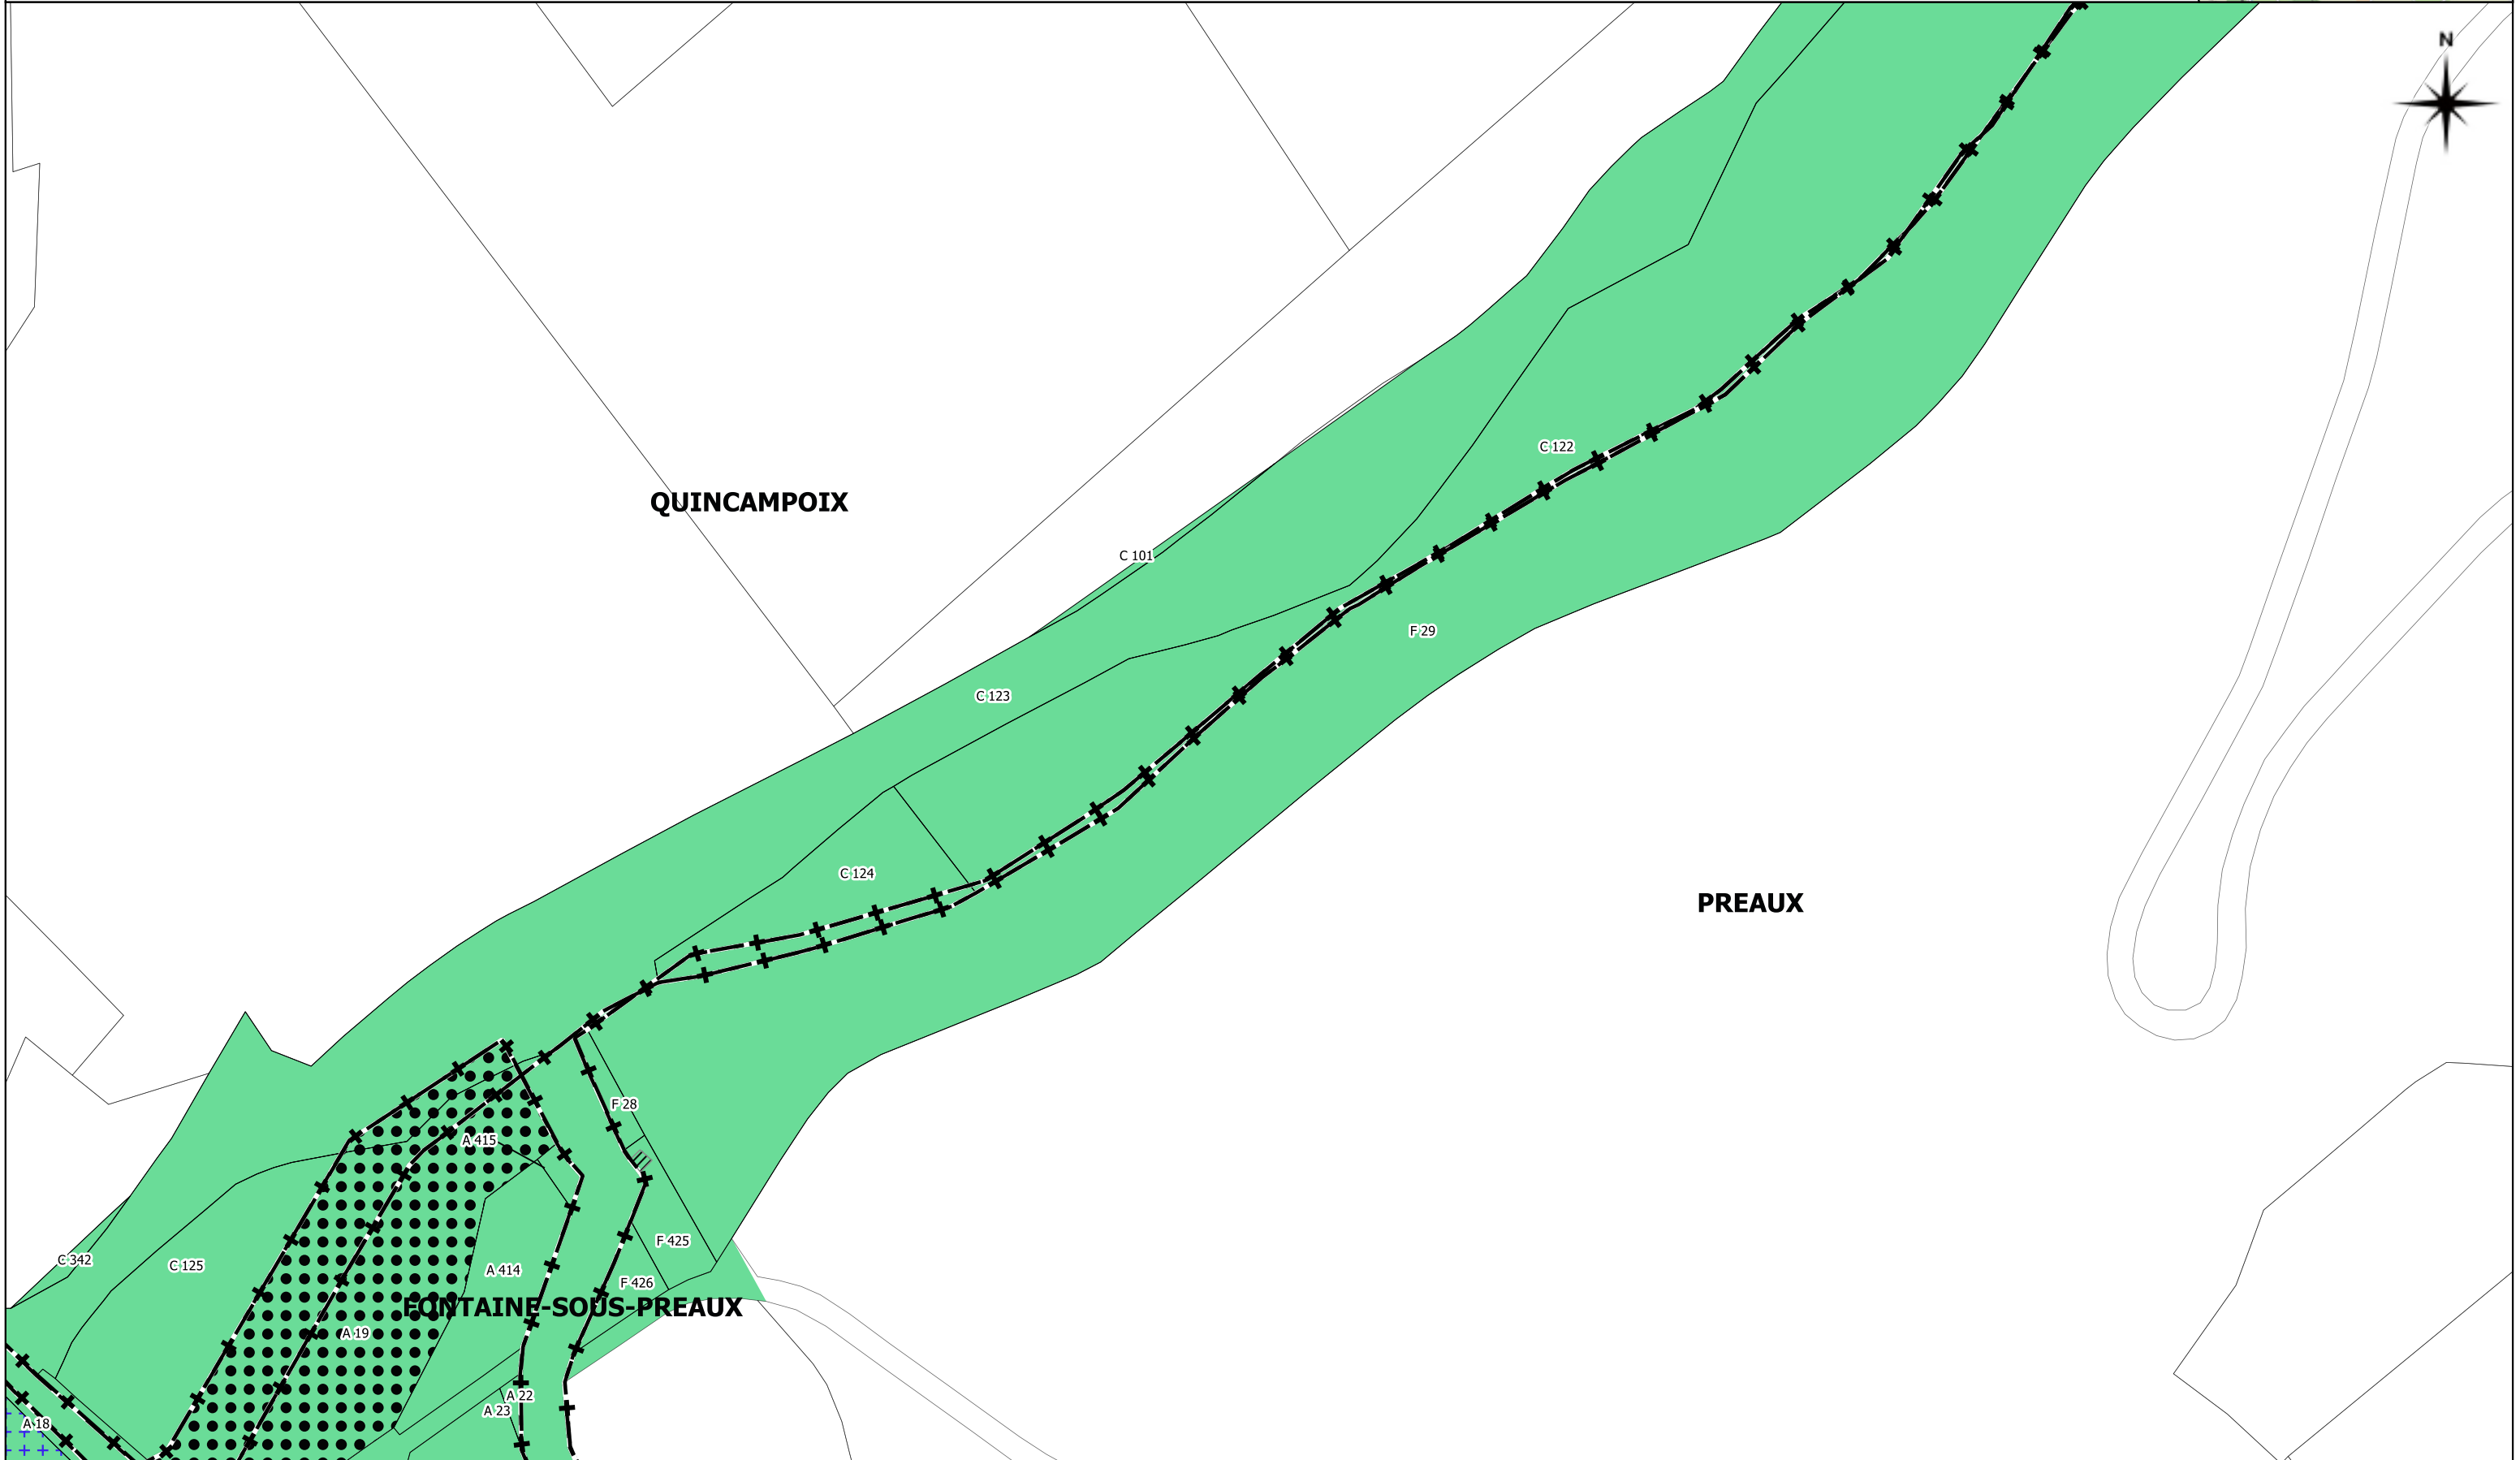 N
C 122
QUINCAMPOIX
C 101
F 29
C 123
C 124
PREAUX
F 28
A 415
F 425
C 342
C 125
A 414
F 426
FONTAINE-SOUS-PREAUX
A 19
A 22
A 23
A 18